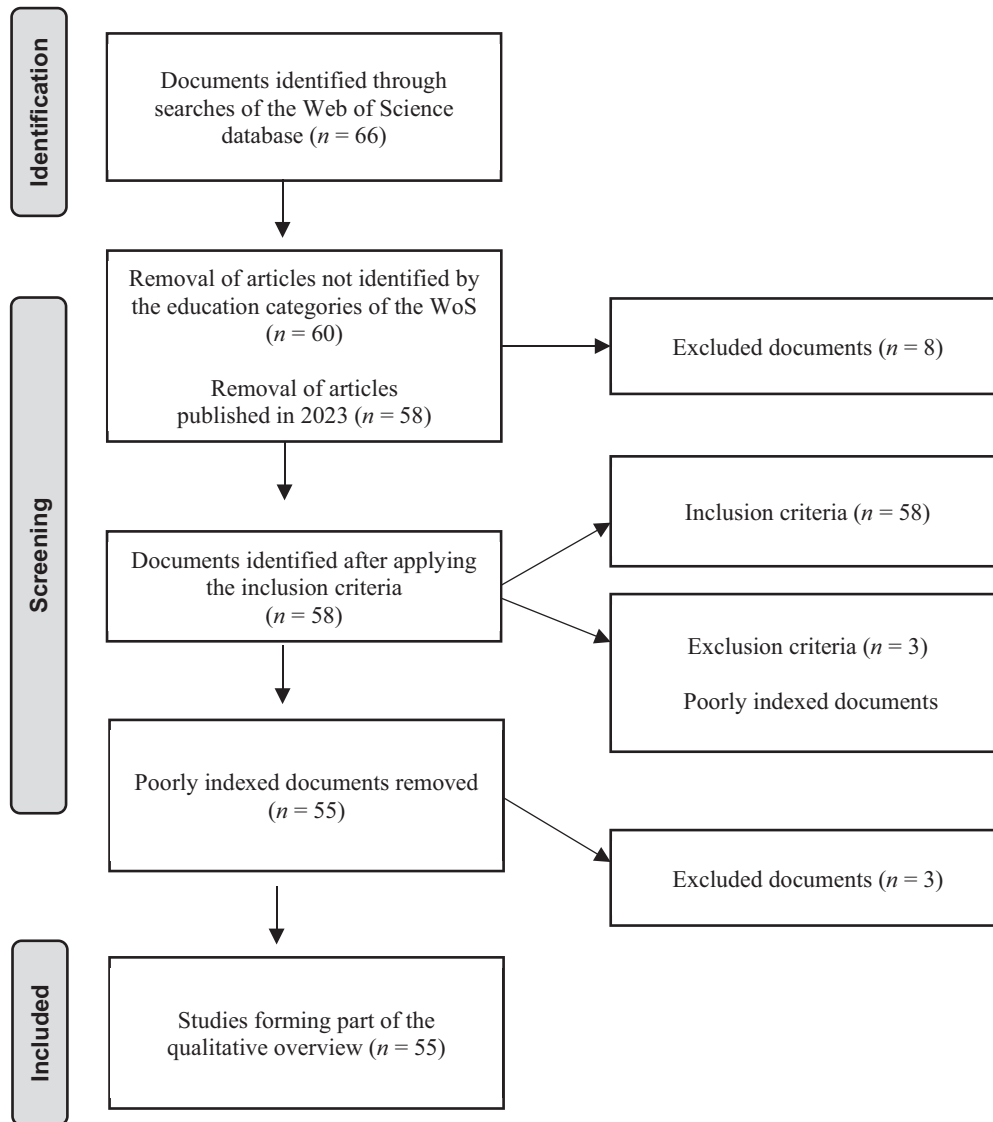 Identification
Documents identified through
searches of the Web of Science
database (n = 66)
Screening
Removal of articles not identified by
the education categories of the WoS
(n = 60)
Removal of articles
published in 2023 (n = 58)
Excluded documents (n = 8)
Documents identified after applying
the inclusion criteria
(n = 58)
Inclusion criteria (n = 58)
Exclusion criteria (n = 3)
Poorly indexed documents
Poorly indexed documents removed
(n = 55)
Excluded documents (n = 3)
Included
Studies forming part of the
qualitative overview (n = 55)